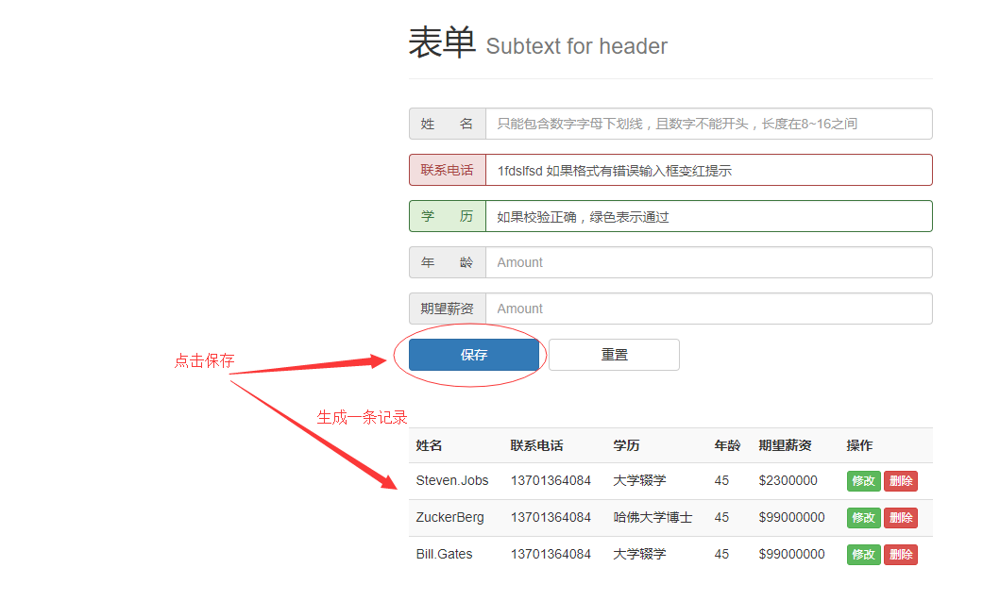 表单 Subtext for header
姓 名 只能包含数字字母下划线，且数字不能开头，长度在8~16之间
联系电话 1fdslfsd 如果格式有错误输入框变红提示
学 历 如果校验正确，绿色表示通过
年 龄 Amount
期望薪资 Amount
保存 重置
点击保存
生成一条记录
姓名 联系电话 学历 年龄 期望薪资 操作
Steven.Jobs 13701364084 大学辍学 45 $2300000 修改 删除
ZuckerBerg 13701364084 哈佛大学博士 45 $99000000 修改 删除
Bill.Gates 13701364084 大学辍学 45 $99000000 修改 删除